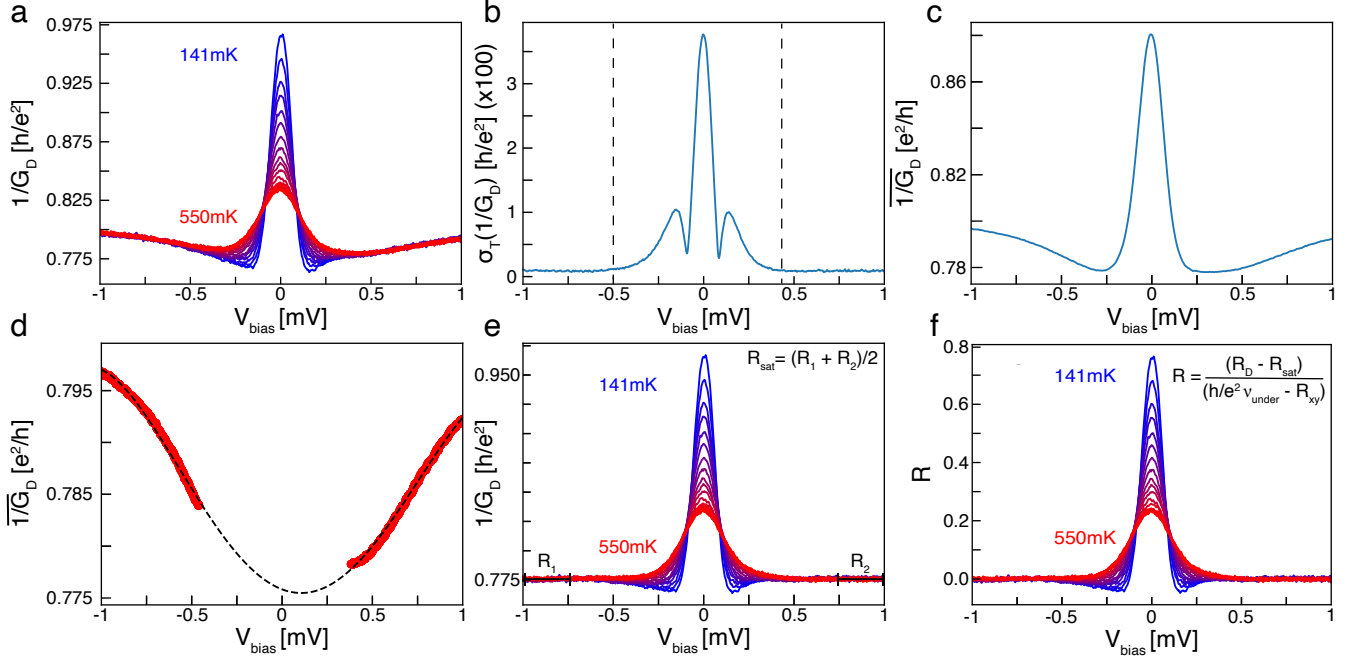 a
0.975
0.925
0.875
0.825
0.775
1/G_D [h/e²]
141mK
550mK
-1
-0.5
0
0.5
1
V_bias [mV]
b
3
2
1
0
σ_T(1/G_D) [h/e²] (x100)
-1
-0.5
0
0.5
1
V_bias [mV]
c
0.86
0.82
0.78
1/G_D [e²/h]
-1
-0.5
0
0.5
1
V_bias [mV]
d
0.795
0.785
0.775
1/G_D [e²/h]
-1
-0.5
0
0.5
1
V_bias [mV]
e
0.950
0.775
1/G_D [h/e²]
R_sat = (R_1 + R_2)/2
141mK
550mK
R_1
R_2
-1
-0.5
0
0.5
1
V_bias [mV]
f
0.8
0.6
0.4
0.2
0.0
R
141mK
R = (R_D - R_sat)
(h/e² ν_under - R_xy)
550mK
-1
-0.5
0
0.5
1
V_bias [mV]